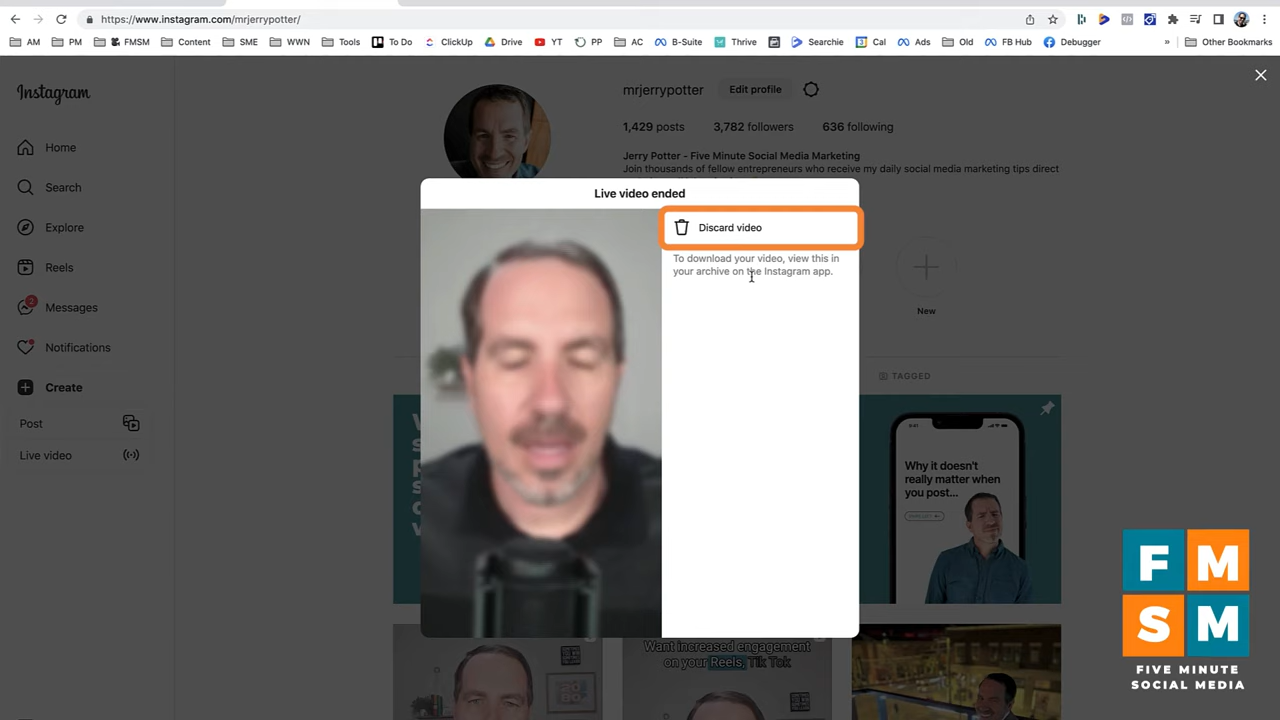 https://www.instagram.com/mrjerrypotter/
AM
PM
FMSM
Content
SME
WWN
Tools
To Do
ClickUp
Drive
YT
PP
AC
B-Suite
Thrive
Searchie
Cal
Ads
Old
FB Hub
Debugger
»
Other Bookmarks
Instagram
Home
Search
Explore
Reels
2
Messages
Notifications
Create
Post
Live video
mrjerrypotter
Edit profile
1,429 posts
3,782 followers
636 following
Jerry Potter - Five Minute Social Media Marketing
Join thousands of fellow entrepreneurs who receive my daily social media marketing tips direct
New
TAGGED
Live video ended
Discard video
To download your video, view this in
your archive on the Instagram app.
Why it doesn't
really matter when
you post...
Want increased engagement
on your Reels, Tik Tok
F M
S M
FIVE MINUTE
SOCIAL MEDIA